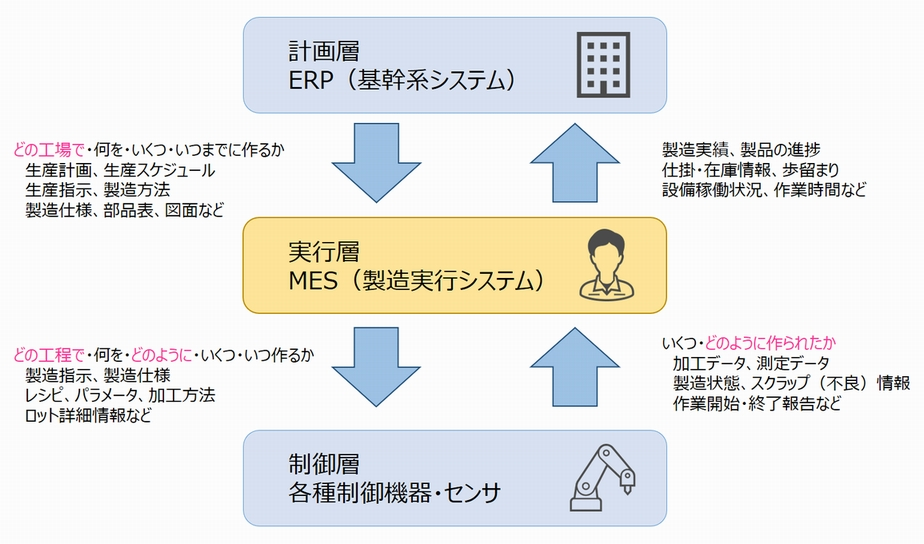 計画層
ERP（基幹系システム）
どの工場で・何を・いくつ・いつまでに作るか
生産計画、生産スケジュール
生産指示、製造方法
製造仕様、部品表、図面など
製造実績、製品の進捗
仕掛・在庫情報、歩留まり
設備稼働状況、作業時間など
実行層
MES（製造実行システム）
どの工程で・何を・どのように・いくつ・いつ作るか
製造指示、製造仕様
レシピ、パラメータ、加工方法
ロット詳細情報など
いくつ・どのように作られたか
加工データ、測定データ
製造状態、スクラップ（不良）情報
作業開始・終了報告など
制御層
各種制御機器・センサ